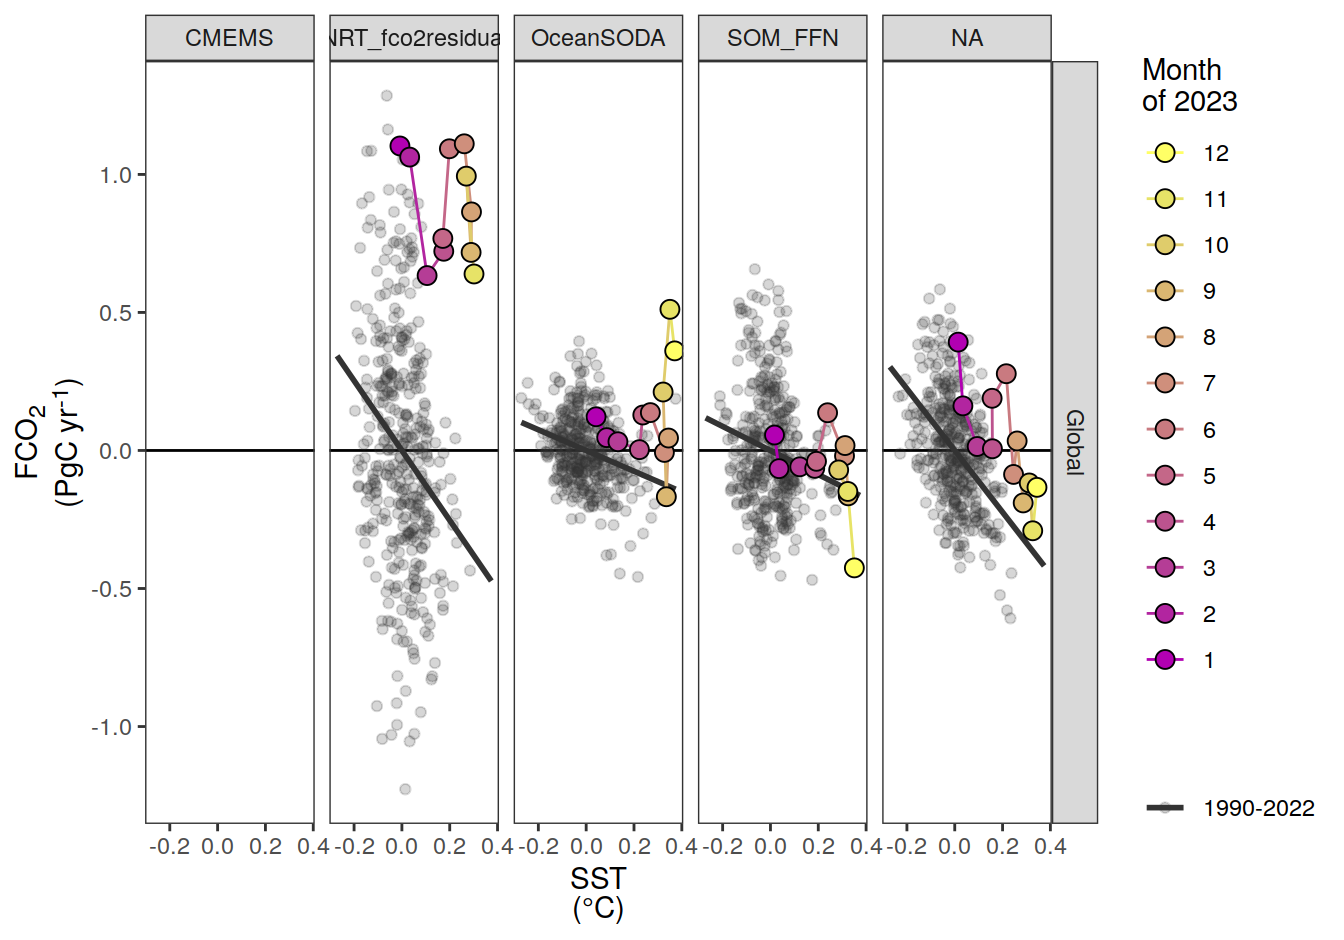 CMEMS
NRT_fco2residua
OceanSODA
SOM_FFN
NA
Global
FCO2
(PgC yr-1)
1.0
0.5
0.0
-0.5
-1.0
-0.2 0.0 0.2 0.4
-0.2 0.0 0.2 0.4
-0.2 0.0 0.2 0.4
-0.2 0.0 0.2 0.4
-0.2 0.0 0.2 0.4
SST
(°C)
Month
of 2023
12
11
10
9
8
7
6
5
4
3
2
1
1990-2022